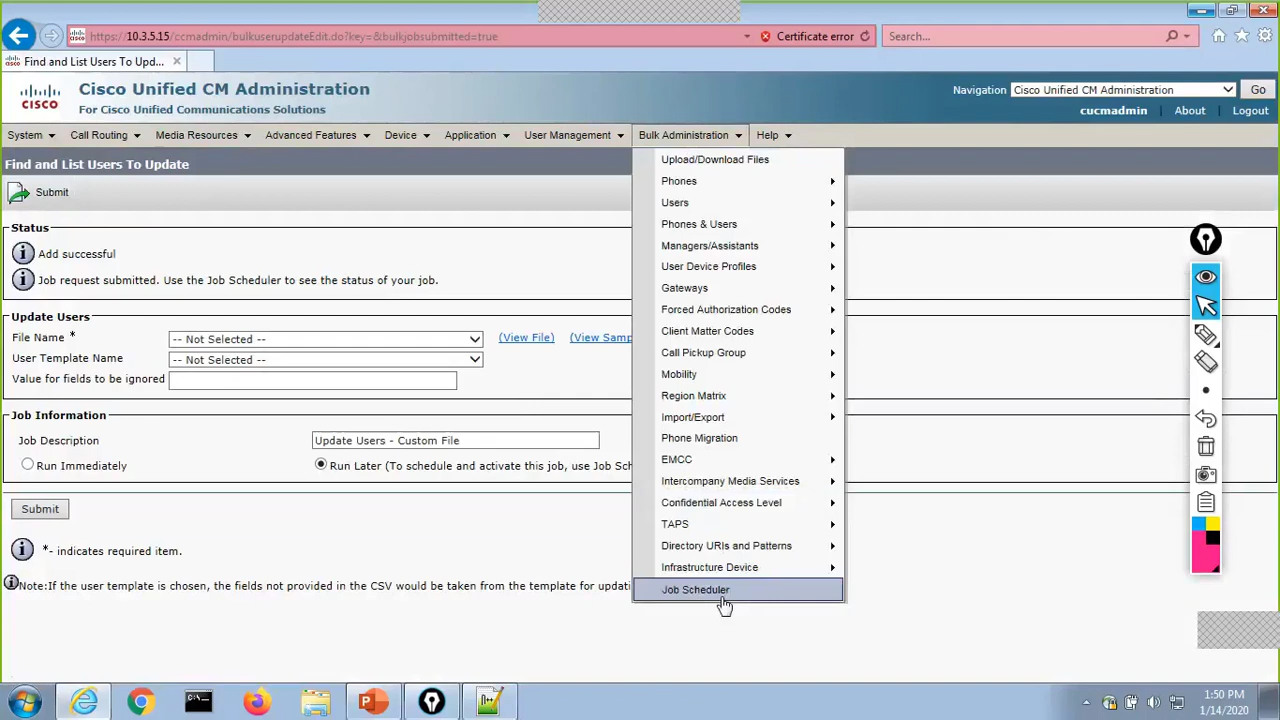 https://10.3.5.15/ccmadmin/bulkuserupdateEdit.do?key=&bulkjobsubmitted=true
Certificate error
Search...
Find and List Users To Upd...
CISCO
Cisco Unified CM Administration
For Cisco Unified Communications Solutions
Navigation Cisco Unified CM Administration Go
cucmadmin About Logout
System Call Routing Media Resources Advanced Features Device Application User Management Bulk Administration Help
Find and List Users To Update
Submit
Status
Add successful
Job request submitted. Use the Job Scheduler to see the status of your job.
Update Users
File Name * -- Not Selected -- (View File) (View Samp
User Template Name -- Not Selected --
Value for fields to be ignored
Job Information
Job Description Update Users - Custom File
Run Immediately Run Later (To schedule and activate this job, use Job Sch
Submit
*- indicates required item.
Note:If the user template is chosen, the fields not provided in the CSV would be taken from the template for updati
Upload/Download Files
Phones
Users
Phones & Users
Managers/Assistants
User Device Profiles
Gateways
Forced Authorization Codes
Client Matter Codes
Call Pickup Group
Mobility
Region Matrix
Import/Export
Phone Migration
EMCC
Intercompany Media Services
Confidential Access Level
TAPS
Directory URIs and Patterns
Infrastructure Device
Job Scheduler
1:50 PM
1/14/2020